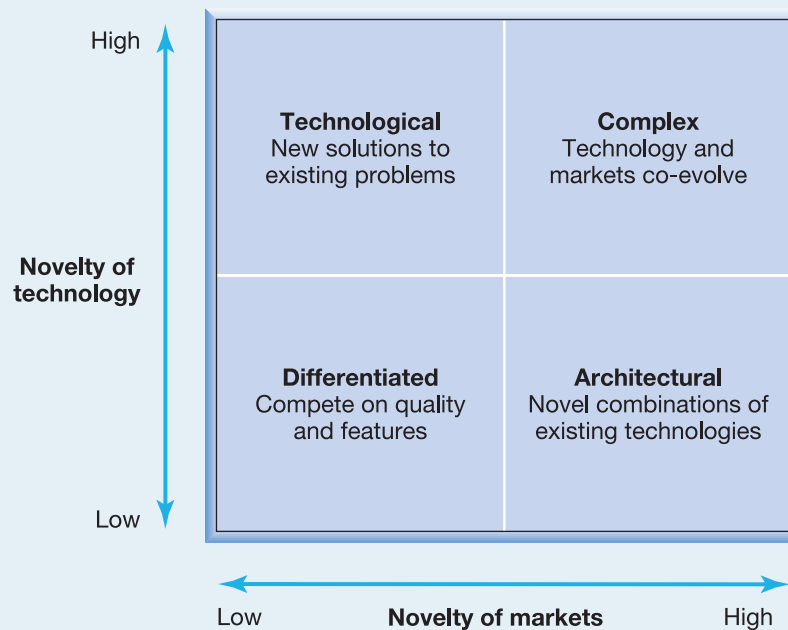 High
Technological
New solutions to
existing problems
Complex
Technology and
markets co-evolve
Novelty of
technology
Differentiated
Compete on quality
and features
Architectural
Novel combinations of
existing technologies
Low
Low
Novelty of markets
High